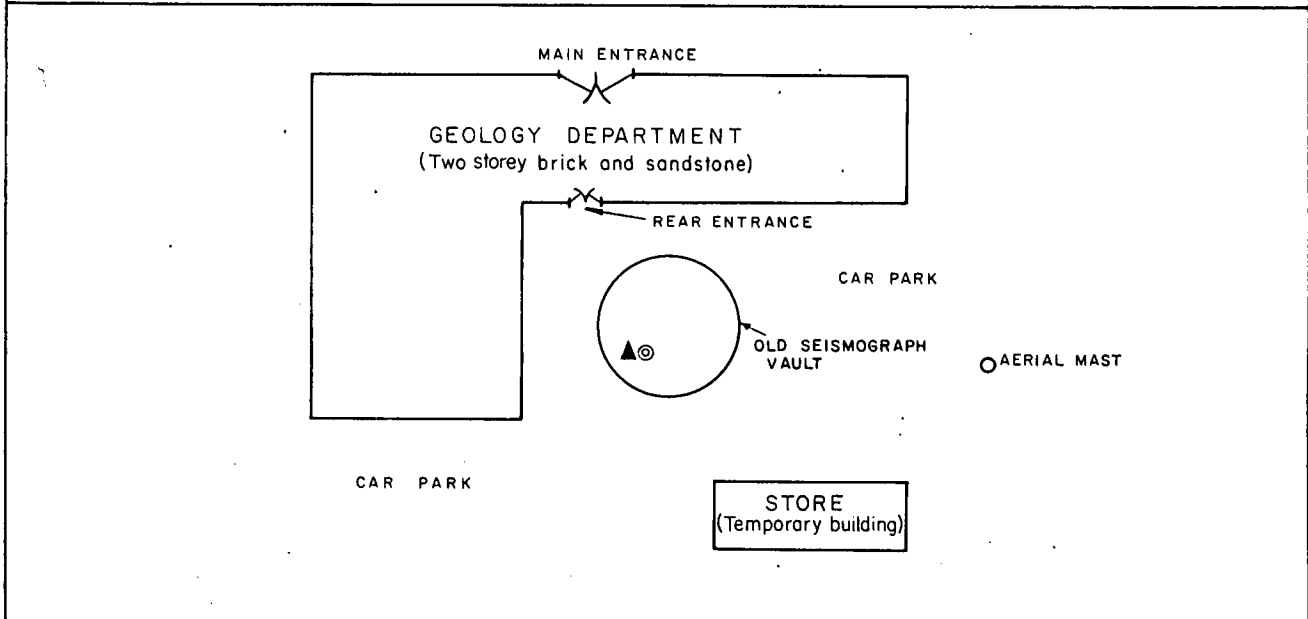 MAIN ENTRANCE
GEOLOGY DEPARTMENT
(Two storey brick and sandstone)
REAR ENTRANCE
CAR PARK
OLD SEISMOGRAPH
VAULT
AERIAL MAST
CAR PARK
STORE
(Temporary building)